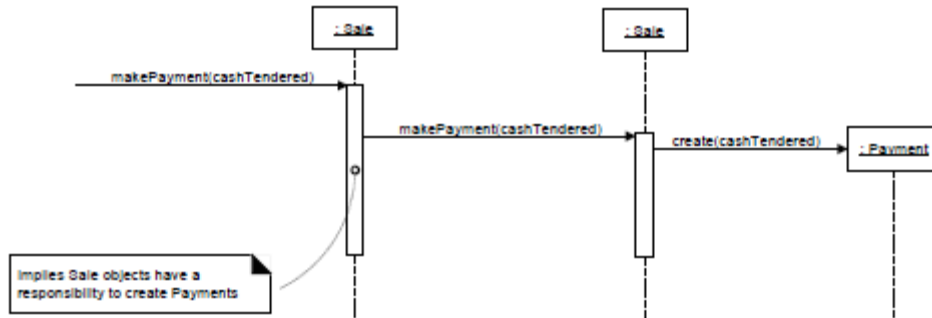 : Sale
: Sale
makePayment(cashTendered)
makePayment(cashTendered)
create(cashTendered)
: Payment
Implies Sale objects have a
responsibility to create Payments